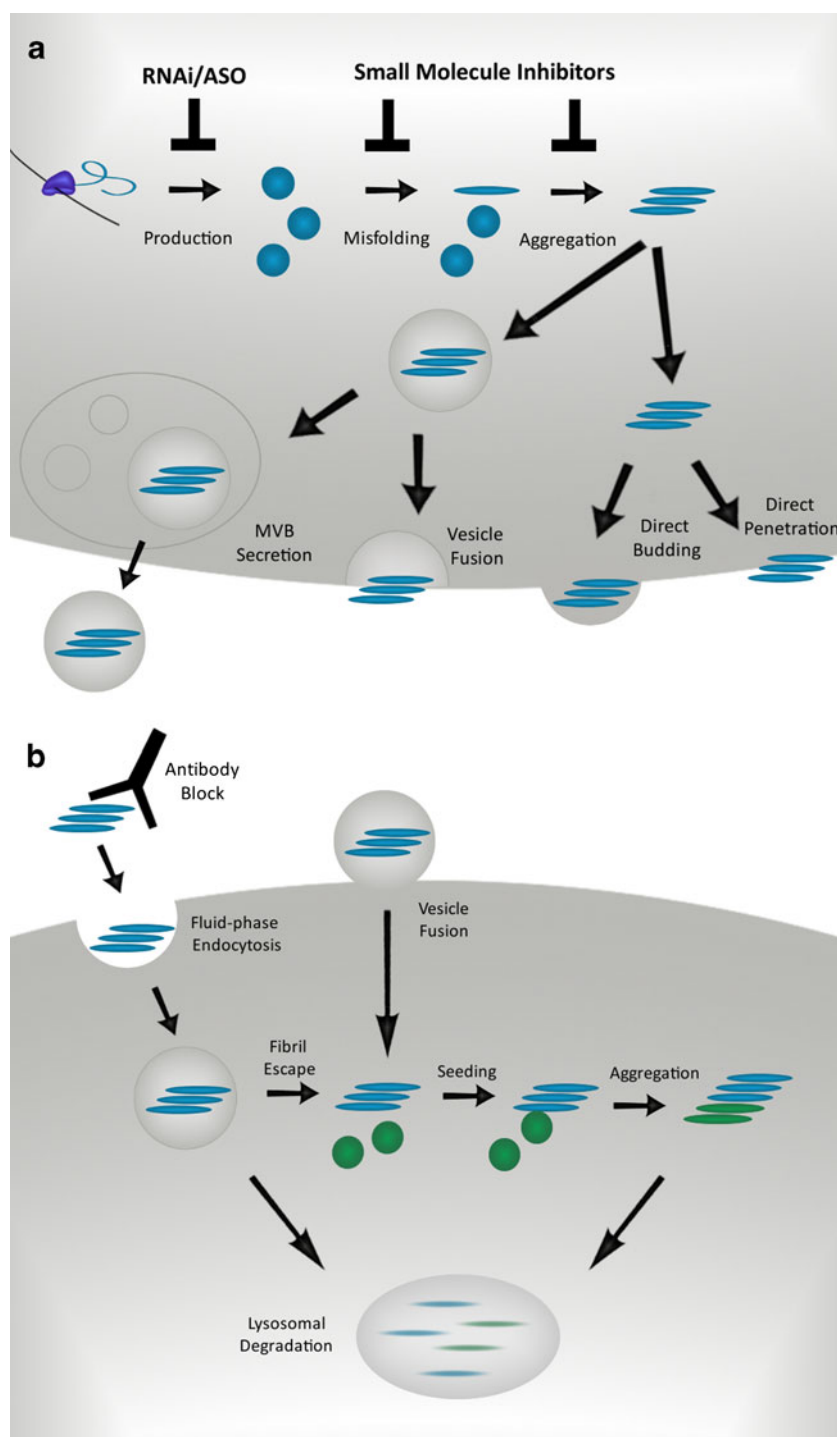 a
RNAi/ASO
Small Molecule Inhibitors
Production
Misfolding
Aggregation
MVB
Secretion
Vesicle
Fusion
Direct
Budding
Direct
Penetration
b
Antibody
Block
Fluid-phase
Endocytosis
Vesicle
Fusion
Fibril
Escape
Seeding
Aggregation
Lysosomal
Degradation